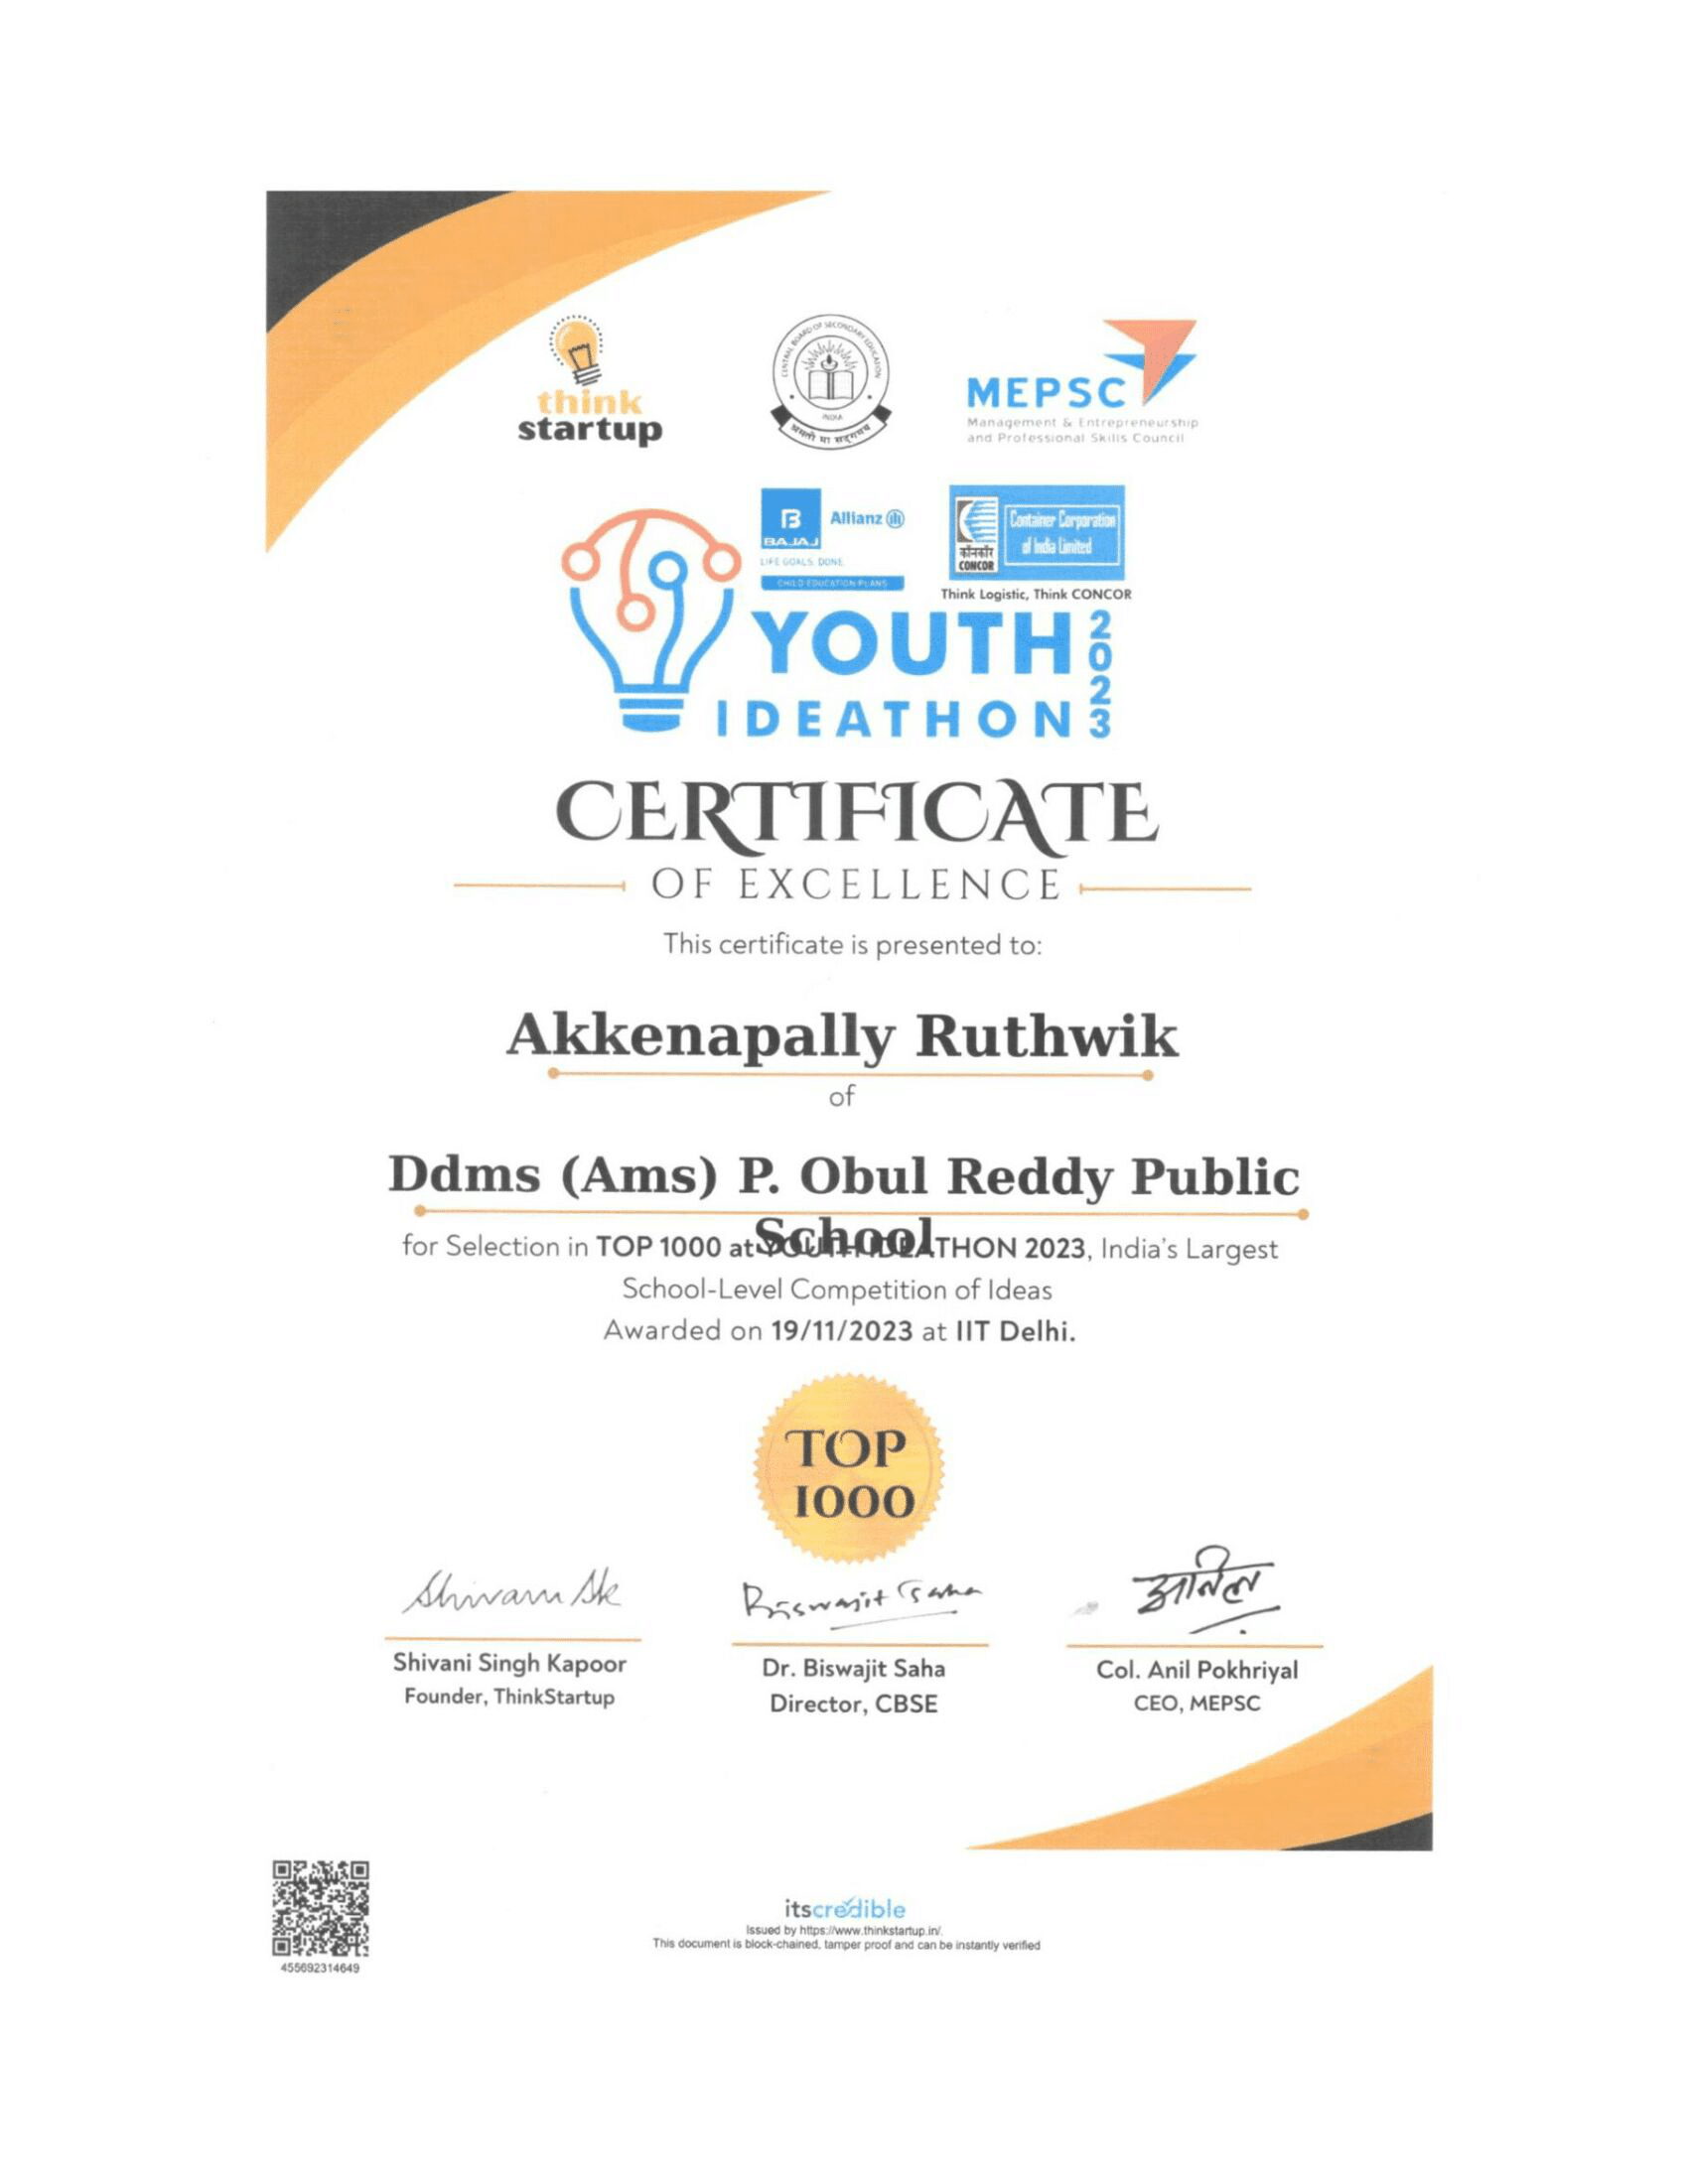 think
startup
CENTRAL BOARD OF SECONDARY EDUCATION
INDIA
असतो मा सद्गमय
MEPSC
Management & Entrepreneurship
and Professional Skills Council
BAJAJ
Allianz
LIFE GOALS. DONE.
CHILD EDUCATION PLANS
कॉनकॉर
CONCOR
Container Corporation
of India Limited
Think Logistic, Think CONCOR
YOUTH
IDEATHON
2023
CERTIFICATE
OF EXCELLENCE
This certificate is presented to:
Akkenapally Ruthwik
of
Ddms (Ams) P. Obul Reddy Public
School
for Selection in TOP 1000 at YOUTH IDEATHON 2023, India's Largest
School-Level Competition of Ideas
Awarded on 19/11/2023 at IIT Delhi.
TOP
1000
Biswajit Saha
अनिल
Shivani Singh Kapoor
Founder, ThinkStartup
Dr. Biswajit Saha
Director, CBSE
Col. Anil Pokhriyal
CEO, MEPSC
455692314649
itscredible
Issued by https://www.thinkstartup.in/.
This document is block-chained, tamper proof and can be instantly verified